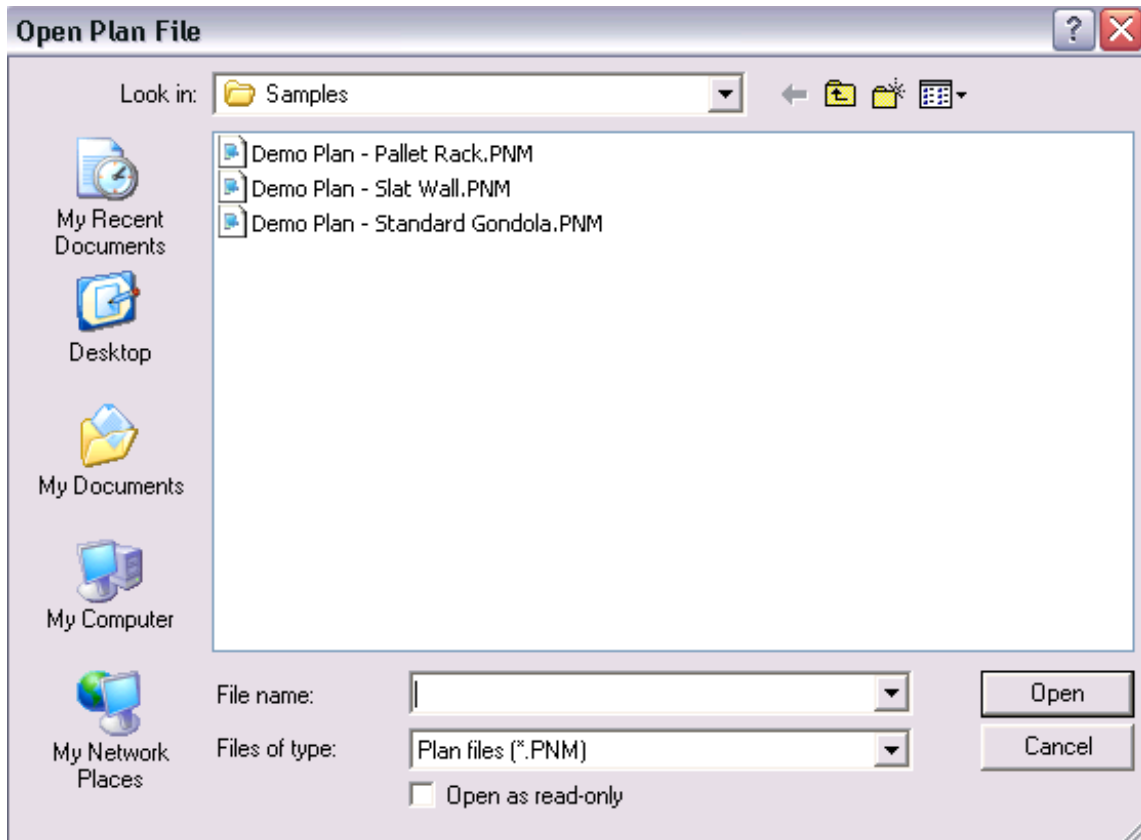 Open Plan File
Look in:
Samples
Demo Plan - Pallet Rack.PNM
Demo Plan - Slat Wall.PNM
Demo Plan - Standard Gondola.PNM
My Recent
Documents
Desktop
My Documents
My Computer
My Network
Places
File name:
Open
Files of type:
Plan files (*.PNM)
Cancel
Open as read-only